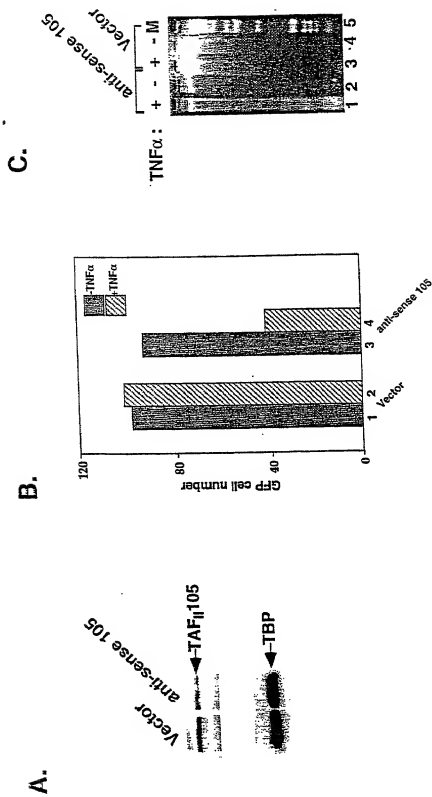 A.
Vector
anti-sense 105
TAFII105
TBP
B.
GFP cell number
120
80
40
0
-TNFα
+TNFα
1 2 3 4
Vector
anti-sense 105
C.
anti-sense 105
Vector
TNFα : + - + - M
1 2 3 4 5